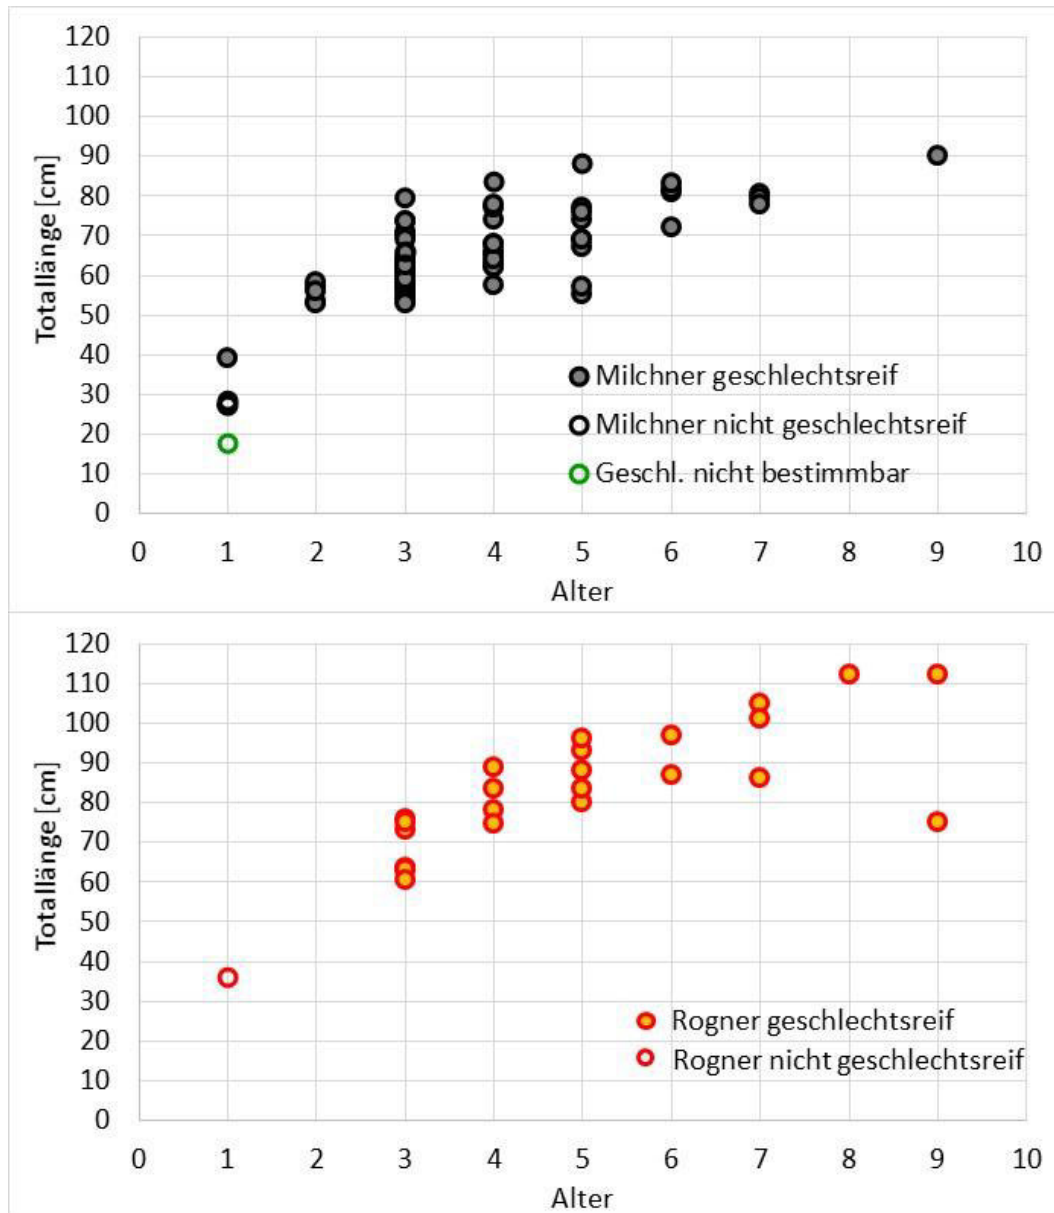 120
110
100
90
80
70
60
50
40
30
20
10
0
Totallänge [cm]
Milchner geschlechtsreif
Milchner nicht geschlechtsreif
Geschl. nicht bestimmbar
0 1 2 3 4 5 6 7 8 9 10
Alter
120
110
100
90
80
70
60
50
40
30
20
10
0
Totallänge [cm]
Rogner geschlechtsreif
Rogner nicht geschlechtsreif
0 1 2 3 4 5 6 7 8 9 10
Alter